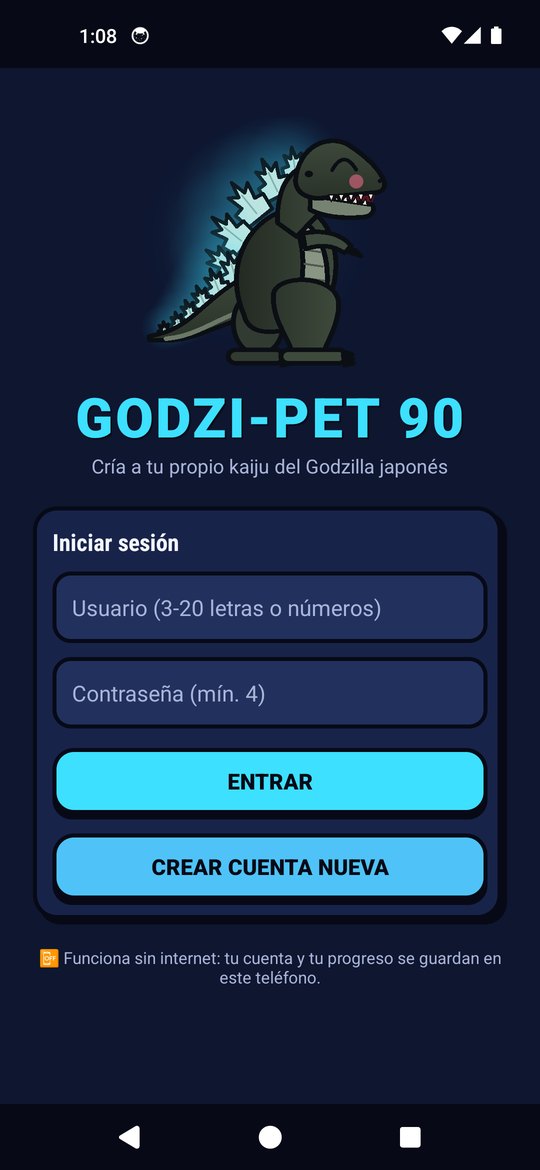 1:08
GODZI-PET 90
Cría a tu propio kaiju del Godzilla japonés
Iniciar sesión
Usuario (3-20 letras o números)
Contraseña (mín. 4)
ENTRAR
CREAR CUENTA NUEVA
📴 Funciona sin internet: tu cuenta y tu progreso se guardan en
este teléfono.